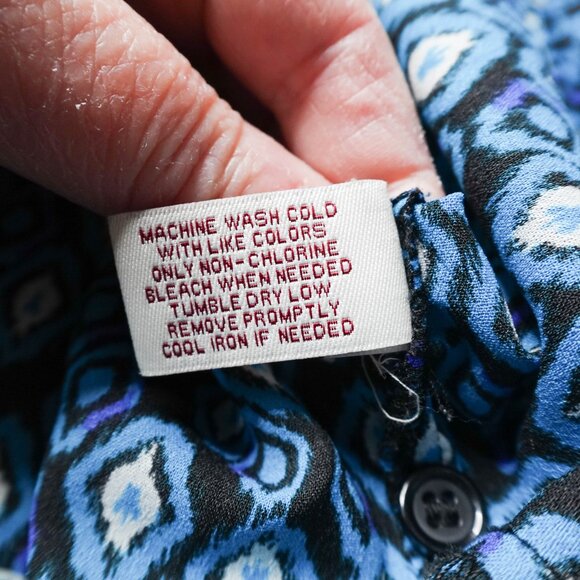 MACHINE WASH COLD
WITH LIKE COLORS
ONLY NON-CHLORINE
BLEACH WHEN NEEDED
TUMBLE DRY LOW
REMOVE PROMPTLY
COOL IRON IF NEEDED